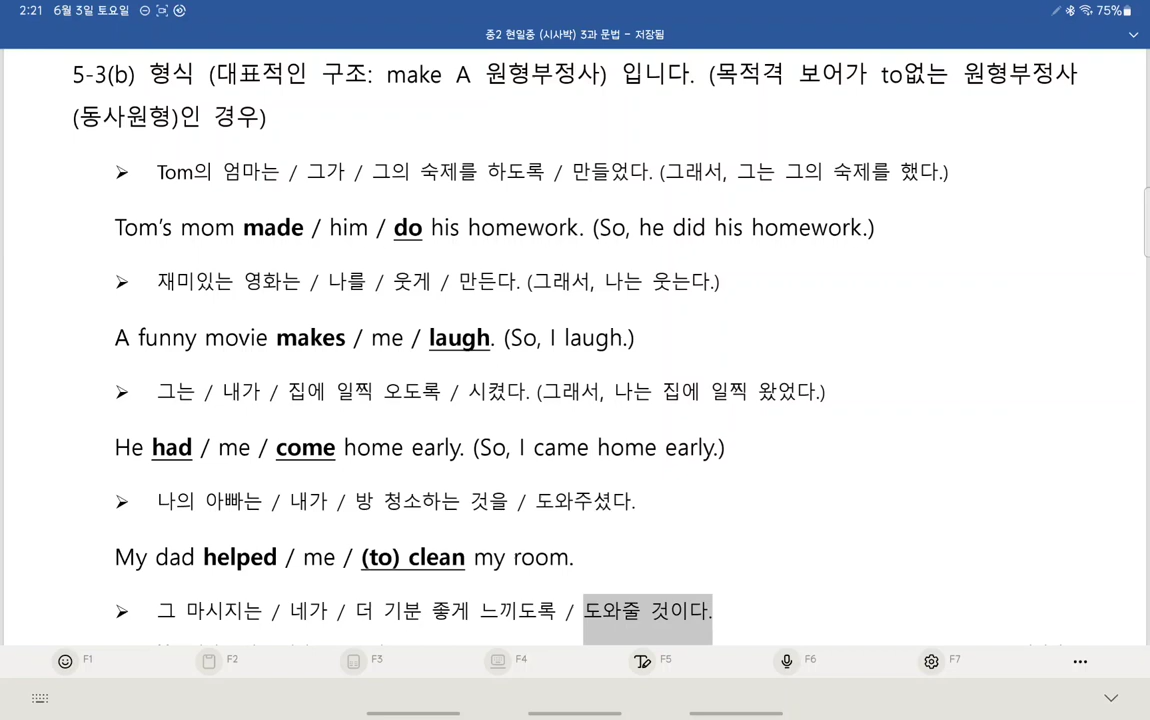 2:21 6월 3일 토요일 75%
중2 현일중 (시사박) 3과 문법 – 저장됨
5-3(b) 형식 (대표적인 구조: make A 원형부정사) 입니다. (목적격 보어가 to없는 원형부정사
(동사원형)인 경우)
➢ Tom의 엄마는 / 그가 / 그의 숙제를 하도록 / 만들었다. (그래서, 그는 그의 숙제를 했다.)
Tom’s mom made / him / do his homework. (So, he did his homework.)
➢ 재미있는 영화는 / 나를 / 웃게 / 만든다. (그래서, 나는 웃는다.)
A funny movie makes / me / laugh. (So, I laugh.)
➢ 그는 / 내가 / 집에 일찍 오도록 / 시켰다. (그래서, 나는 집에 일찍 왔었다.)
He had / me / come home early. (So, I came home early.)
➢ 나의 아빠는 / 내가 / 방 청소하는 것을 / 도와주셨다.
My dad helped / me / (to) clean my room.
➢ 그 마시지는 / 네가 / 더 기분 좋게 느끼도록 / 도와줄 것이다.
F1 F2 F3 F4 F5 F6 F7